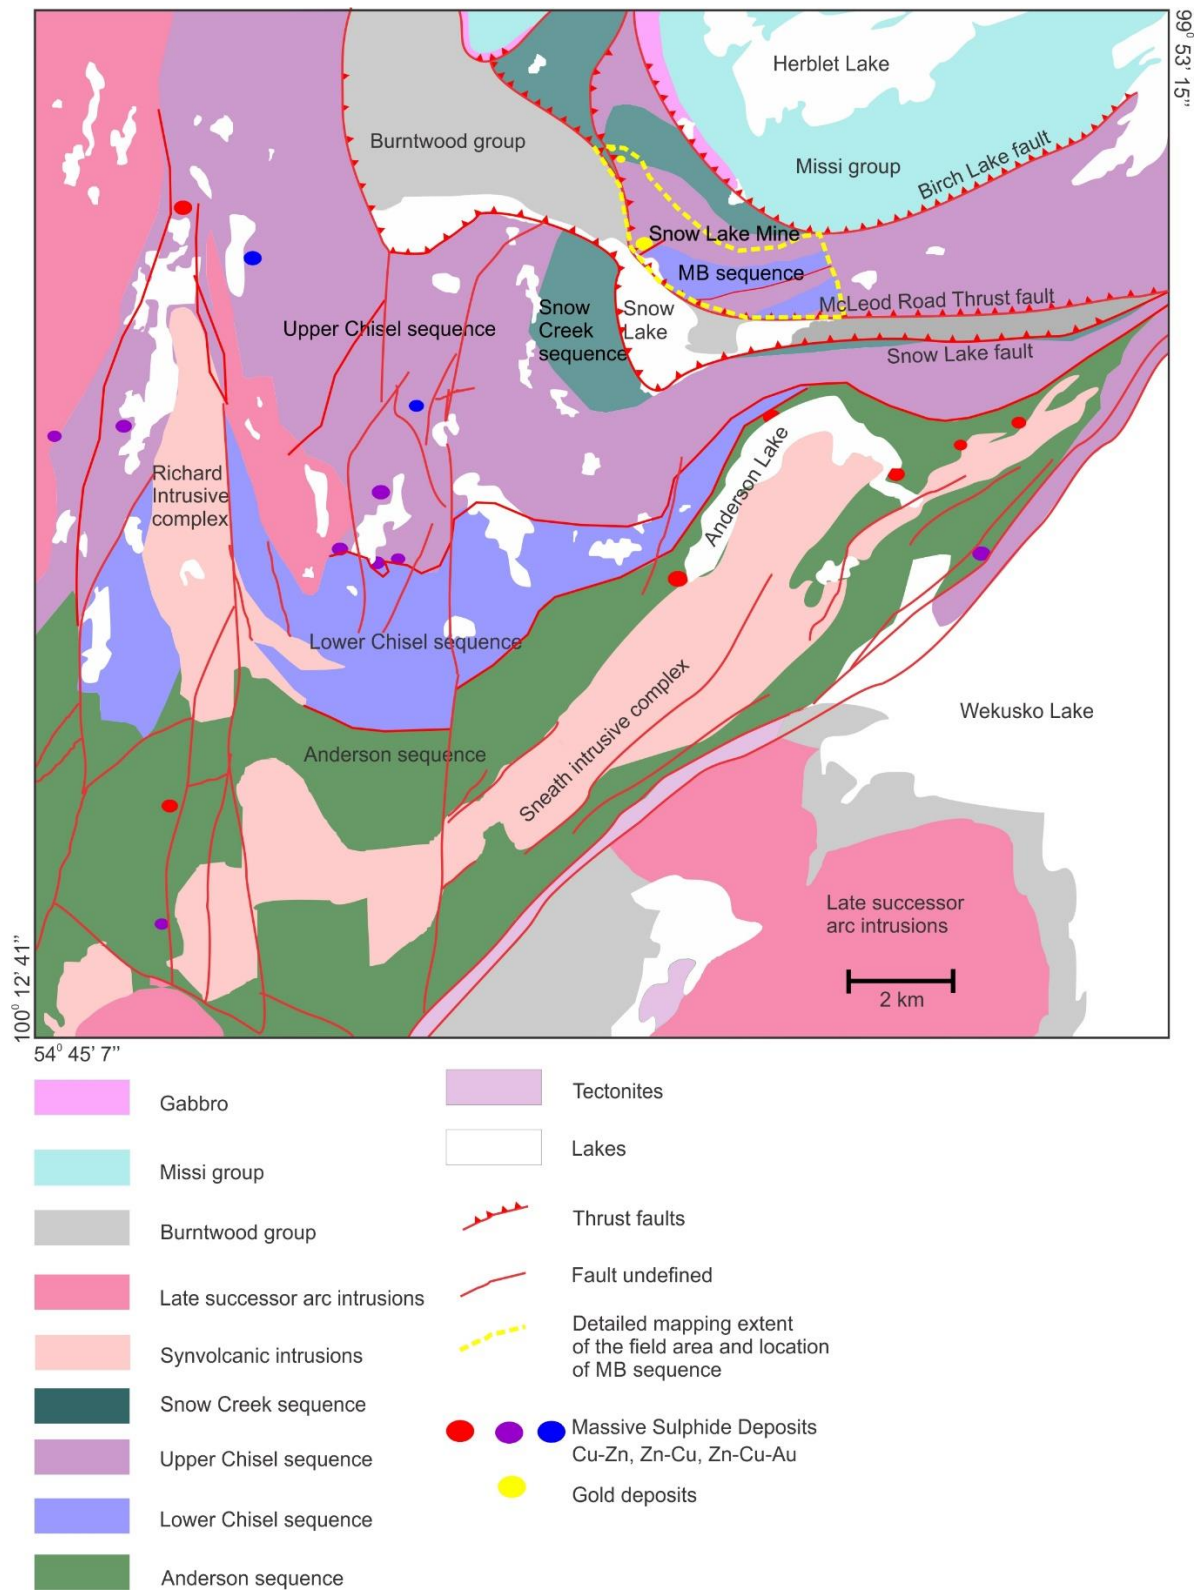 99⁰ 53' 15"
Herblet Lake
Burntwood group
Missi group
Birch Lake fault
Snow Lake Mine
MB sequence
McLeod Road Thrust fault
Upper Chisel sequence
Snow
Creek
sequence
Snow
Lake
Snow Lake fault
Richard
Intrusive
complex
Anderson Lake
Lower Chisel sequence
Anderson sequence
Sneath intrusive complex
Wekusko Lake
Late successor
arc intrusions
2 km
100⁰ 12' 41"
54⁰ 45' 7"
Gabbro
Missi group
Burntwood group
Late successor arc intrusions
Synvolcanic intrusions
Snow Creek sequence
Upper Chisel sequence
Lower Chisel sequence
Anderson sequence
Tectonites
Lakes
Thrust faults
Fault undefined
Detailed mapping extent
of the field area and location
of MB sequence
Massive Sulphide Deposits
Cu-Zn, Zn-Cu, Zn-Cu-Au
Gold deposits